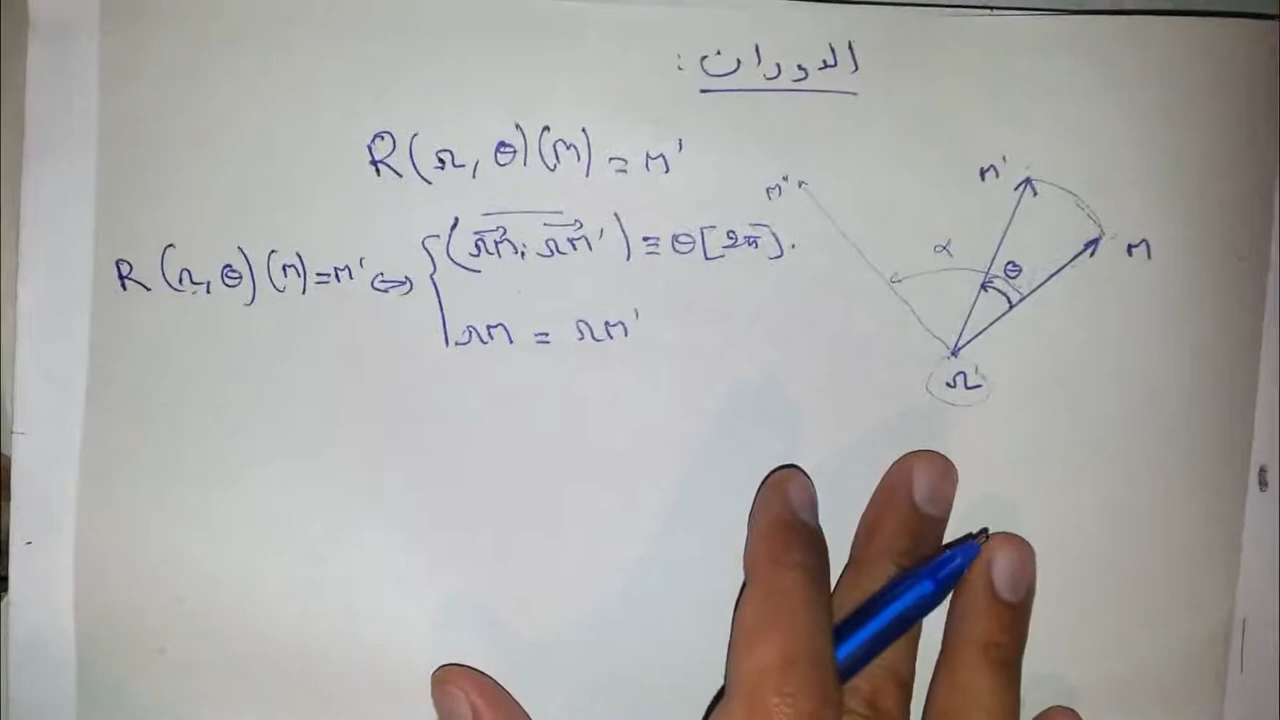 الدوران :
R(Ω, θ)(M) = M'
R(Ω, θ)(M) = M' ⇔ { (ΩM ; ΩM') ≡ θ[2π].
ΩM = ΩM'
M''
M'
M
α
θ
Ω